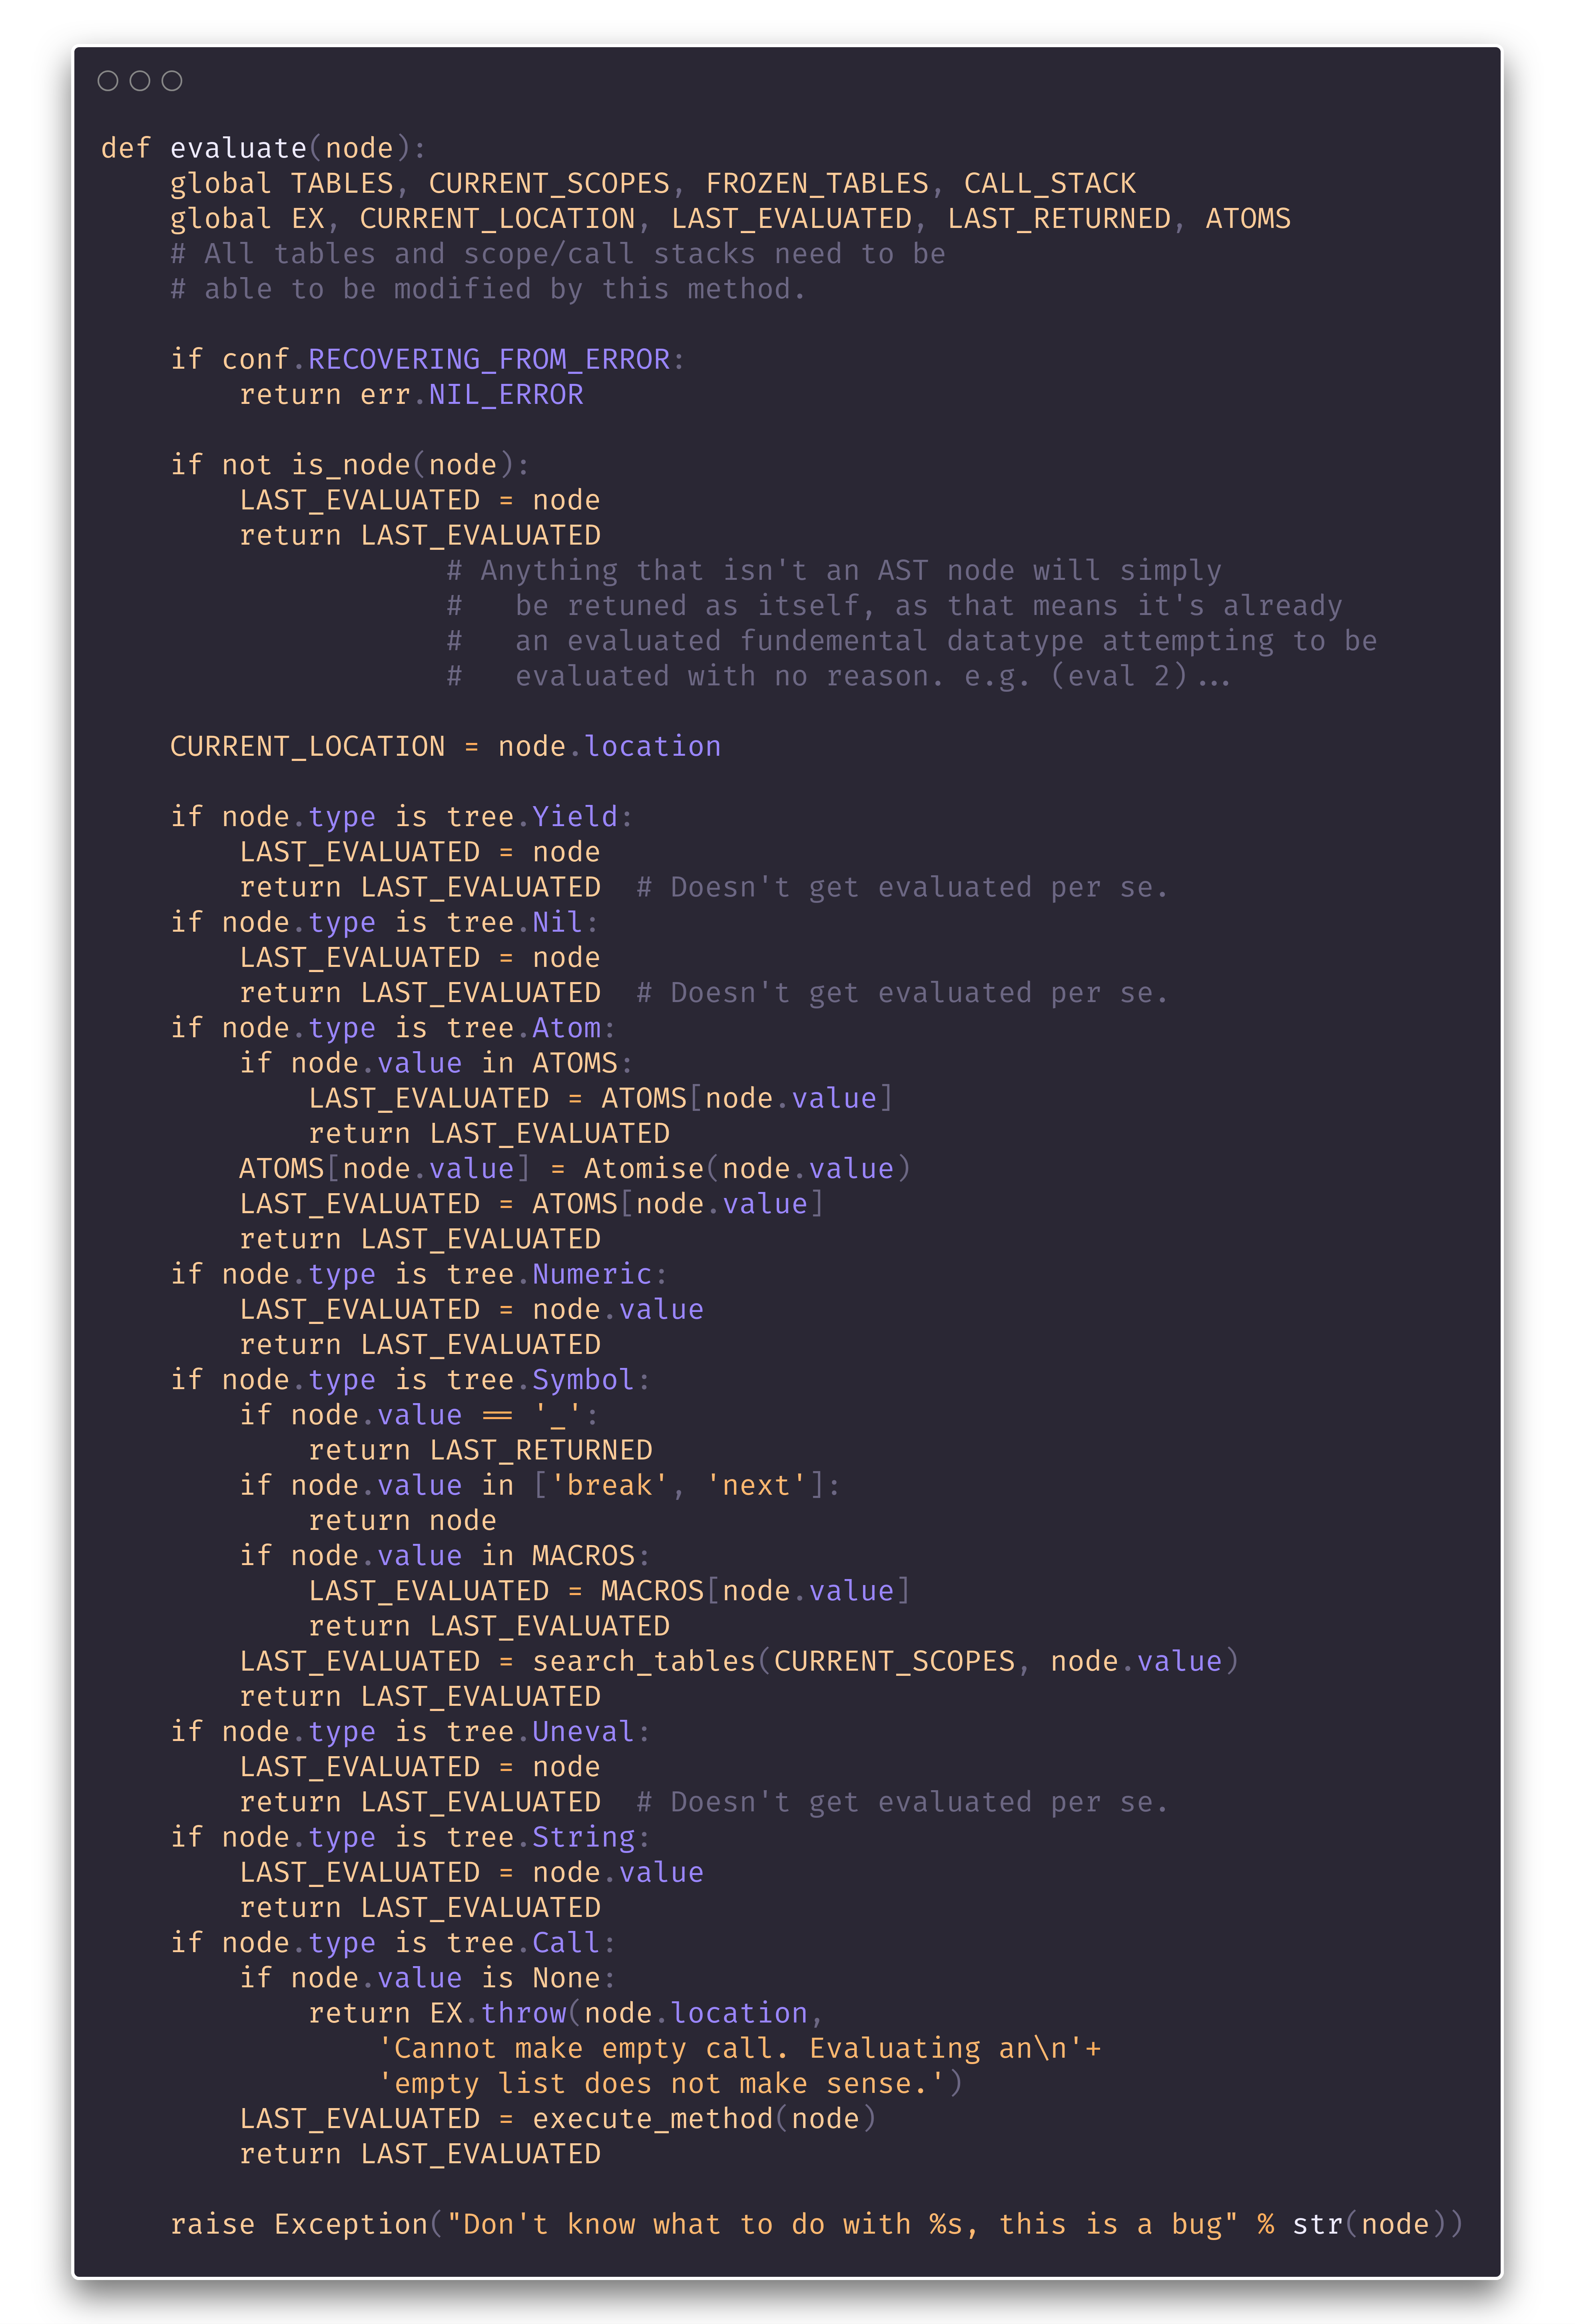 def evaluate(node):
    global TABLES, CURRENT_SCOPES, FROZEN_TABLES, CALL_STACK
    global EX, CURRENT_LOCATION, LAST_EVALUATED, LAST_RETURNED, ATOMS
    # All tables and scope/call stacks need to be
    # able to be modified by this method.

    if conf.RECOVERING_FROM_ERROR:
        return err.NIL_ERROR

    if not is_node(node):
        LAST_EVALUATED = node
        return LAST_EVALUATED
                    # Anything that isn't an AST node will simply
                    #   be retuned as itself, as that means it's already
                    #   an evaluated fundemental datatype attempting to be
                    #   evaluated with no reason. e.g. (eval 2)...

    CURRENT_LOCATION = node.location

    if node.type is tree.Yield:
        LAST_EVALUATED = node
        return LAST_EVALUATED  # Doesn't get evaluated per se.
    if node.type is tree.Nil:
        LAST_EVALUATED = node
        return LAST_EVALUATED  # Doesn't get evaluated per se.
    if node.type is tree.Atom:
        if node.value in ATOMS:
            LAST_EVALUATED = ATOMS[node.value]
            return LAST_EVALUATED
        ATOMS[node.value] = Atomise(node.value)
        LAST_EVALUATED = ATOMS[node.value]
        return LAST_EVALUATED
    if node.type is tree.Numeric:
        LAST_EVALUATED = node.value
        return LAST_EVALUATED
    if node.type is tree.Symbol:
        if node.value == '_':
            return LAST_RETURNED
        if node.value in ['break', 'next']:
            return node
        if node.value in MACROS:
            LAST_EVALUATED = MACROS[node.value]
            return LAST_EVALUATED
        LAST_EVALUATED = search_tables(CURRENT_SCOPES, node.value)
        return LAST_EVALUATED
    if node.type is tree.Uneval:
        LAST_EVALUATED = node
        return LAST_EVALUATED  # Doesn't get evaluated per se.
    if node.type is tree.String:
        LAST_EVALUATED = node.value
        return LAST_EVALUATED
    if node.type is tree.Call:
        if node.value is None:
            return EX.throw(node.location,
                'Cannot make empty call. Evaluating an\n'+
                'empty list does not make sense.')
        LAST_EVALUATED = execute_method(node)
        return LAST_EVALUATED

    raise Exception("Don't know what to do with %s, this is a bug" % str(node))